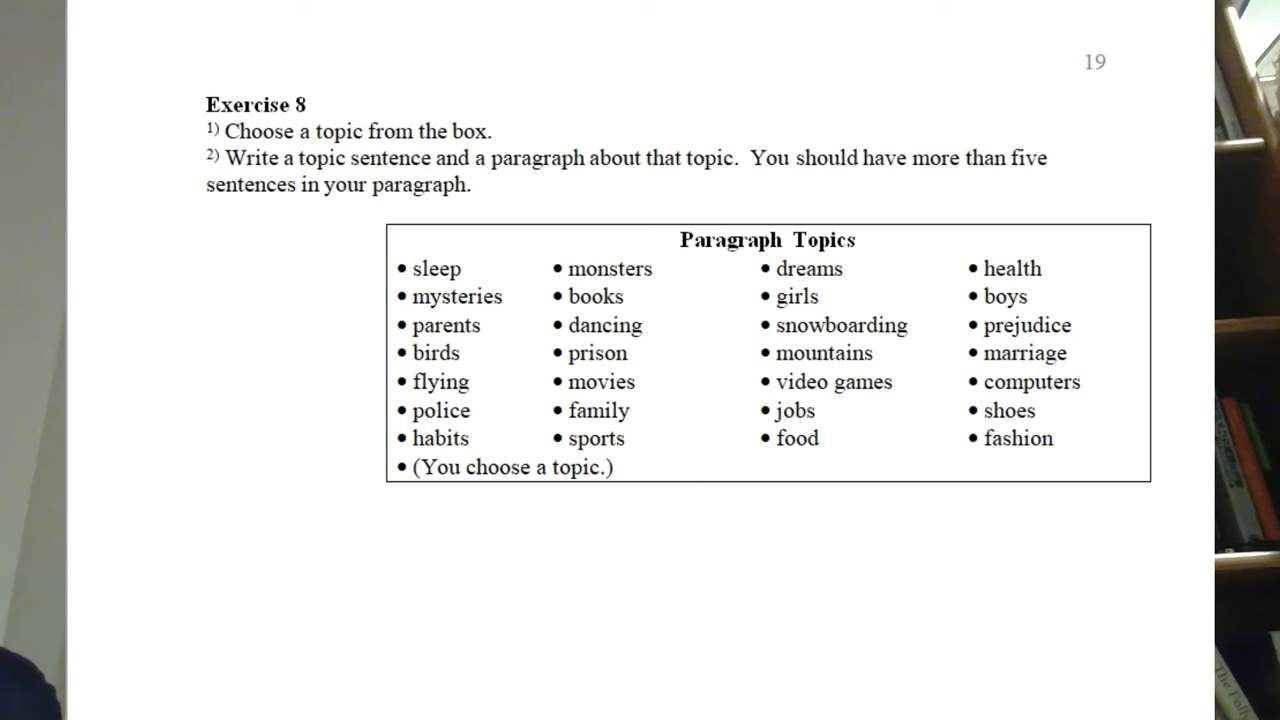 19
Exercise 8
1) Choose a topic from the box.
2) Write a topic sentence and a paragraph about that topic. You should have more than five
sentences in your paragraph.
Paragraph Topics
• sleep • monsters • dreams • health
• mysteries • books • girls • boys
• parents • dancing • snowboarding • prejudice
• birds • prison • mountains • marriage
• flying • movies • video games • computers
• police • family • jobs • shoes
• habits • sports • food • fashion
• (You choose a topic.)
The